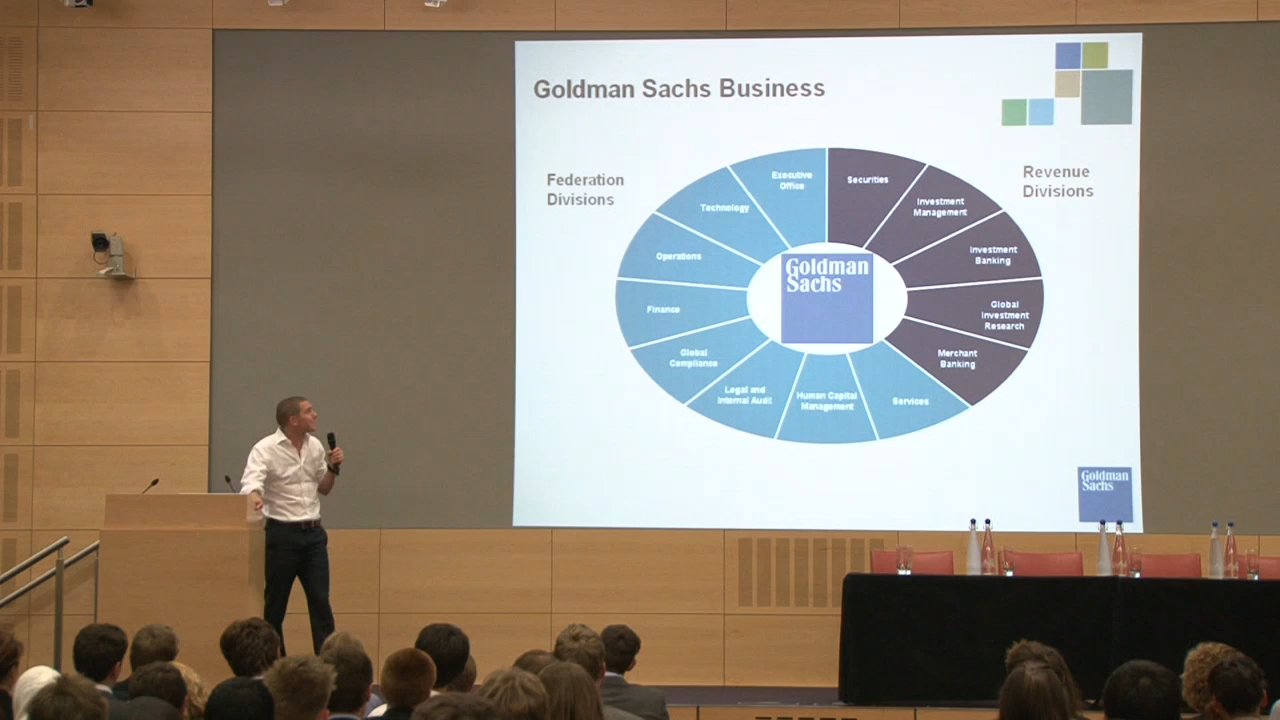 Goldman Sachs Business
Federation
Divisions
Revenue
Divisions
Executive
Office
Securities
Technology
Investment
Management
Operations
Investment
Banking
Goldman
Sachs
Finance
Global
Investment
Research
Global
Compliance
Merchant
Banking
Legal and
Internal Audit
Human Capital
Management
Services
Goldman
Sachs